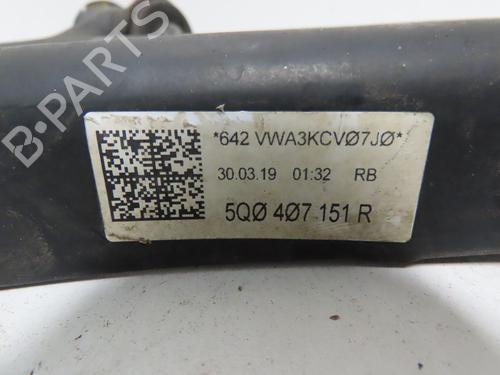 *642 VWA3KCVØ7JØ*
30.03.19 01:32 RB
5QØ 4Ø7 151 R
B-PARTS